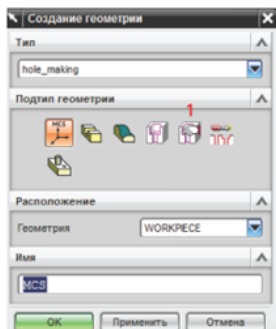 Создание геометрии
Тип
hole_making
Подтип геометрии
1
MCS
Расположение
Геометрия WORKPIECE
Имя
MCS
OK Применить Отмена